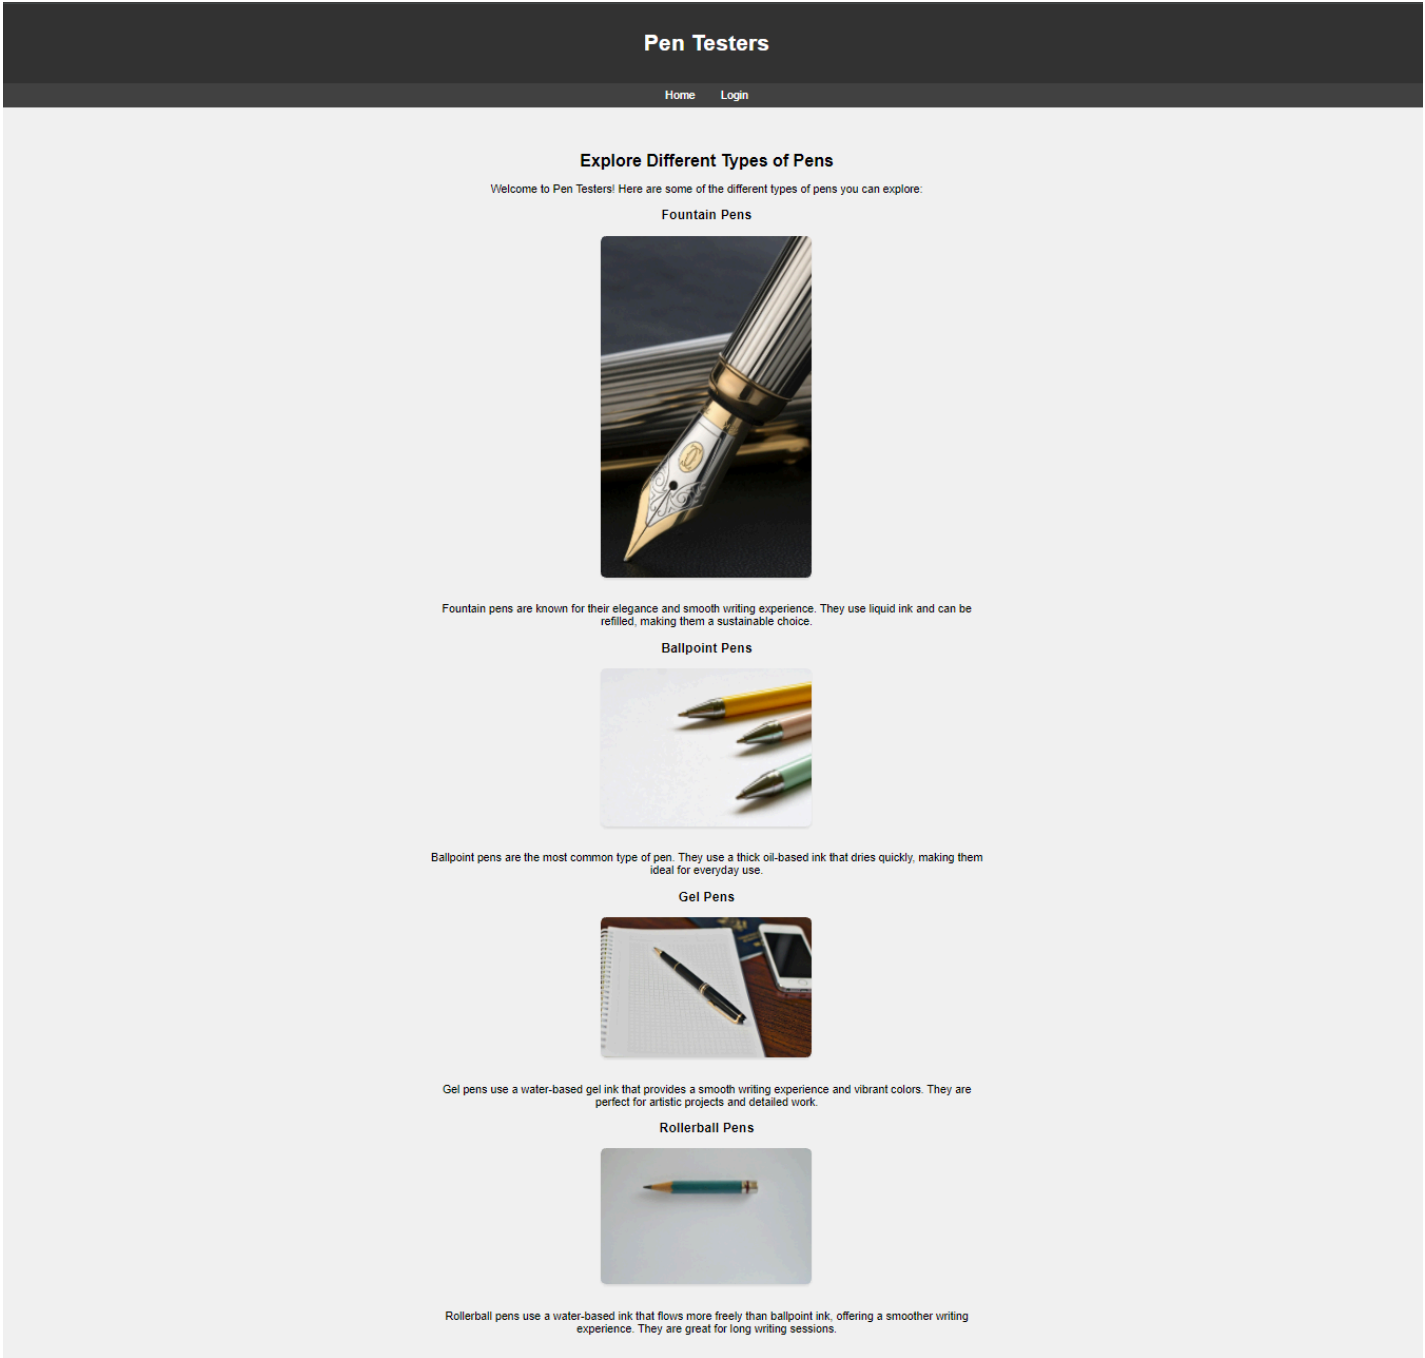 Pen Testers
Home Login
Explore Different Types of Pens
Welcome to Pen Testers! Here are some of the different types of pens you can explore:
Fountain Pens
Fountain pens are known for their elegance and smooth writing experience. They use liquid ink and can be
refilled, making them a sustainable choice.
Ballpoint Pens
Ballpoint pens are the most common type of pen. They use a thick oil-based ink that dries quickly, making them
ideal for everyday use.
Gel Pens
Gel pens use a water-based gel ink that provides a smooth writing experience and vibrant colors. They are
perfect for artistic projects and detailed work.
Rollerball Pens
Rollerball pens use a water-based ink that flows more freely than ballpoint ink, offering a smoother writing
experience. They are great for long writing sessions.